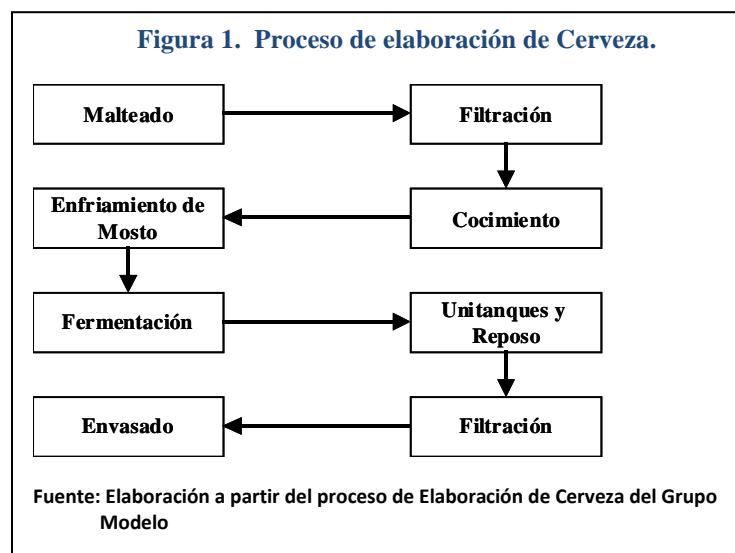 Figura 1. Proceso de elaboración de Cerveza.
Malteado
Filtración
Cocimiento
Enfriamiento de
Mosto
Fermentación
Unitanques y
Reposo
Filtración
Envasado
Fuente: Elaboración a partir del proceso de Elaboración de Cerveza del Grupo
Modelo